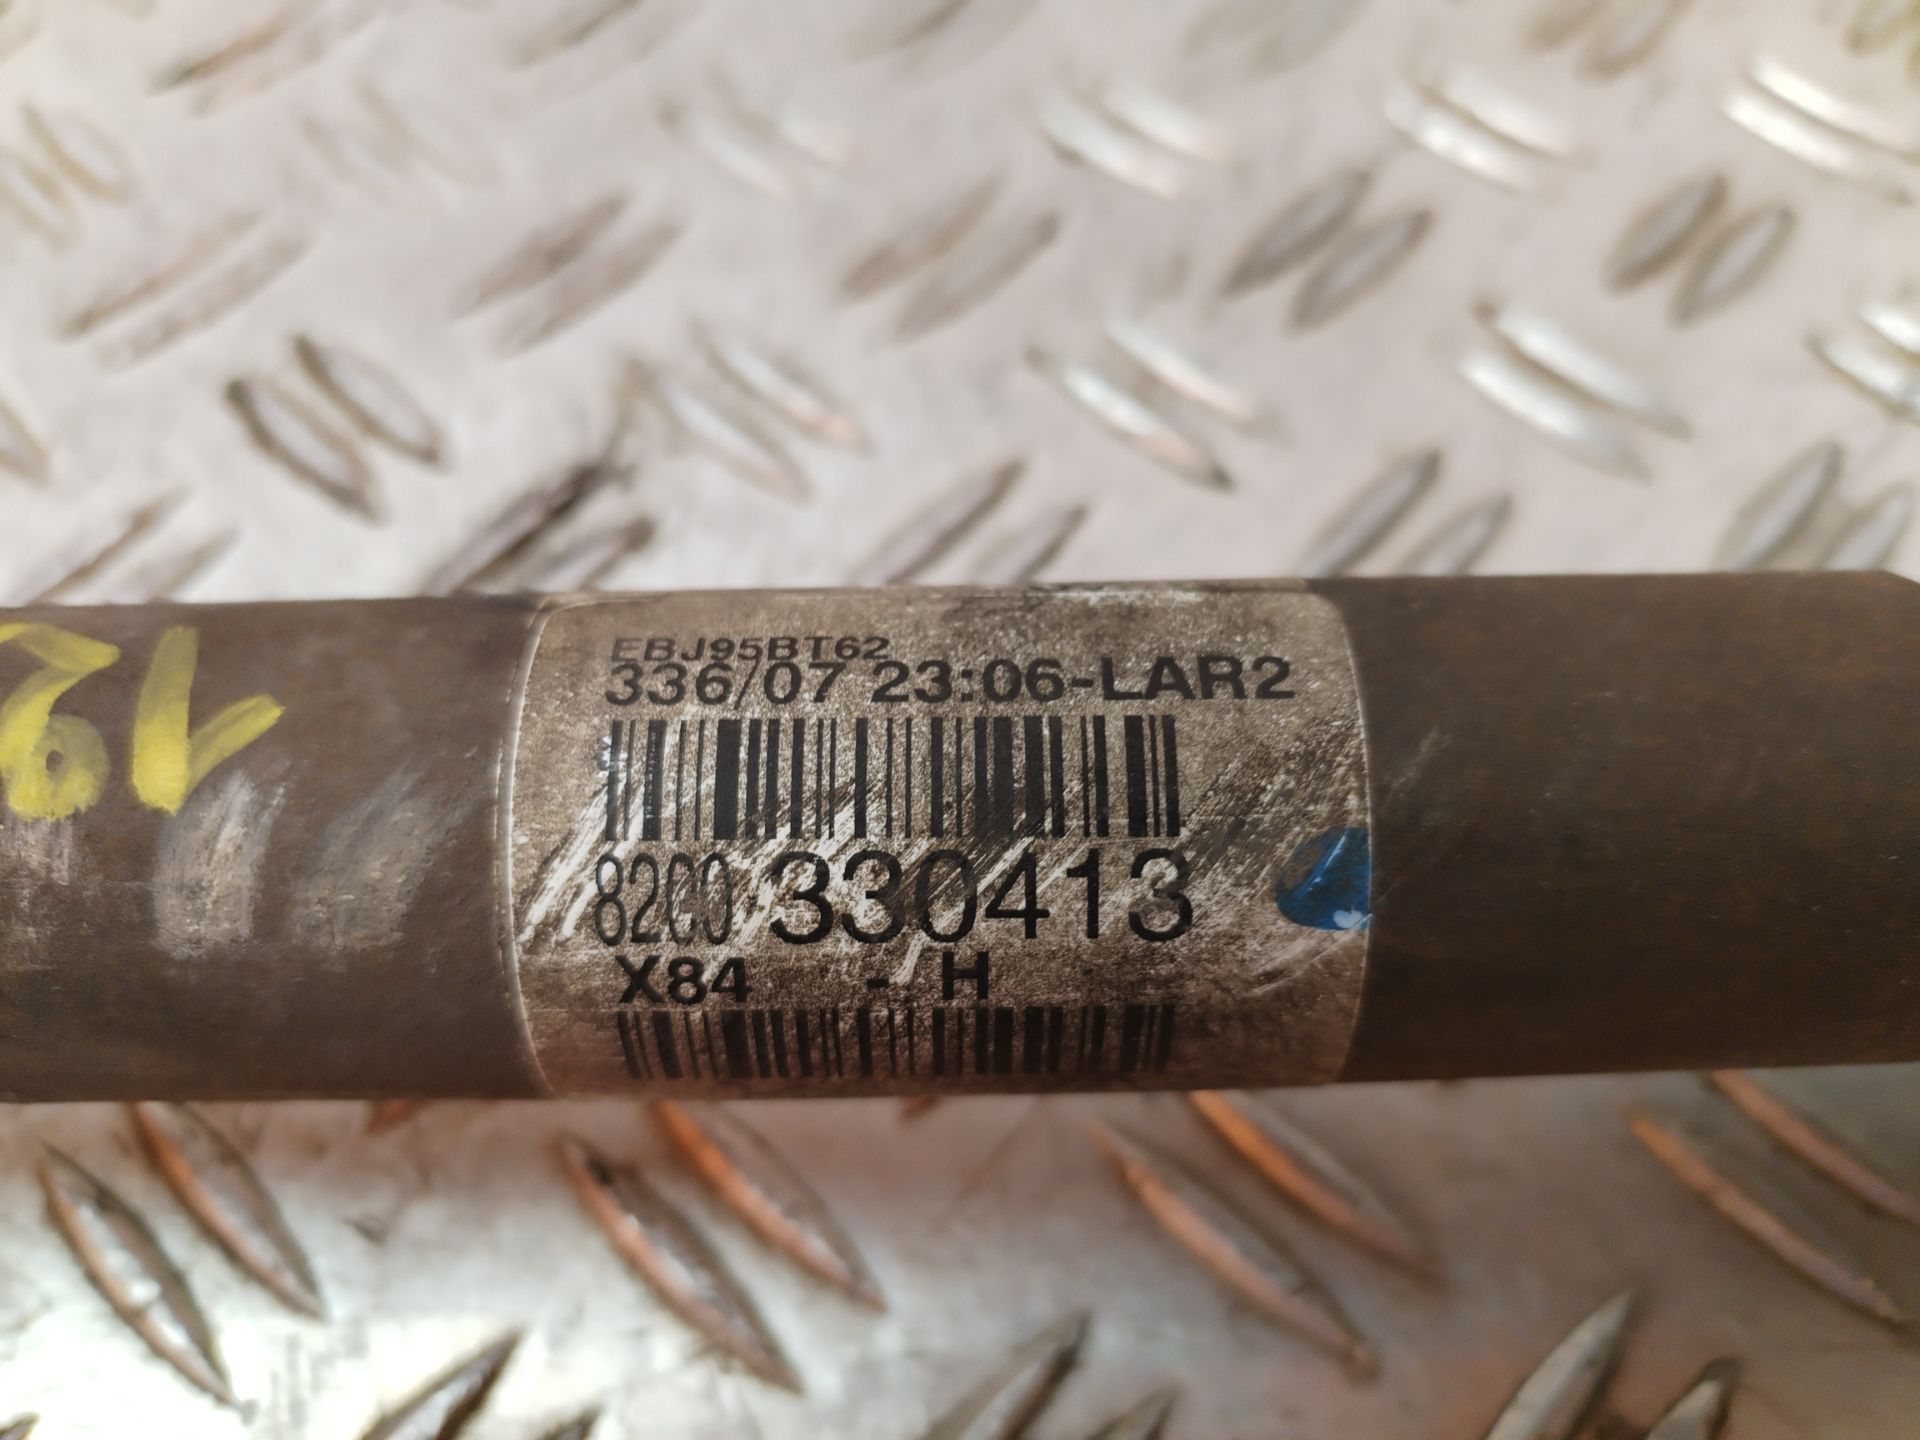 EBJ95BT62
336/07 23:06-LAR2
8200 330413
X84 - H